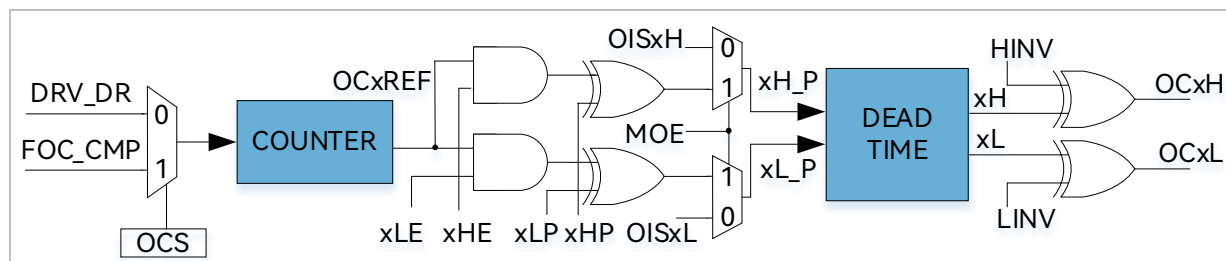 DRV_DR
FOC_CMP
0
1
OCS
COUNTER
OCxREF
xLE
xHE
xLP
xHP
OISxH
0
1
MOE
1
0
OISxL
xH_P
xL_P
DEAD
TIME
xH
xL
HINV
LINV
OCxH
OCxL